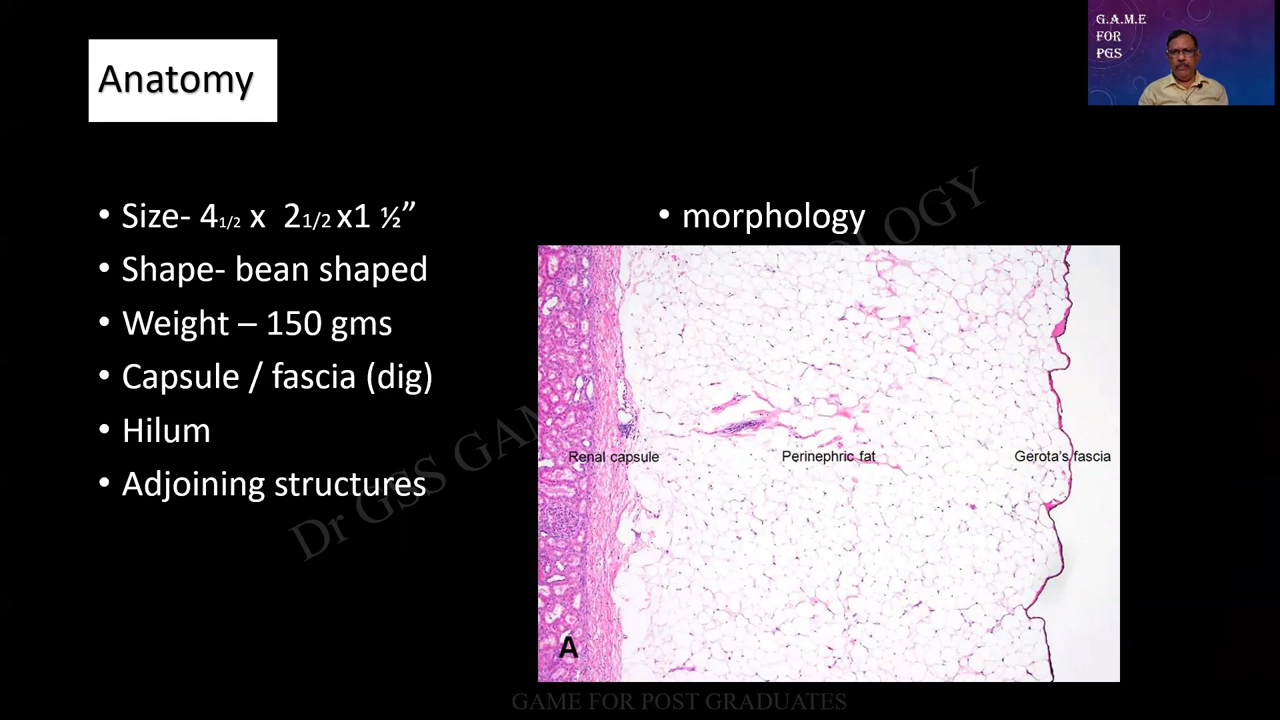 G.A.M.E
FOR
PGS
Anatomy
• Size- 4 1/2 x 2 1/2 x1 ½”
• Shape- bean shaped
• Weight – 150 gms
• Capsule / fascia (dig)
• Hilum
• Adjoining structures
• morphology
Renal capsule
Perinephric fat
Gerota’s fascia
A
GAME FOR POST GRADUATES